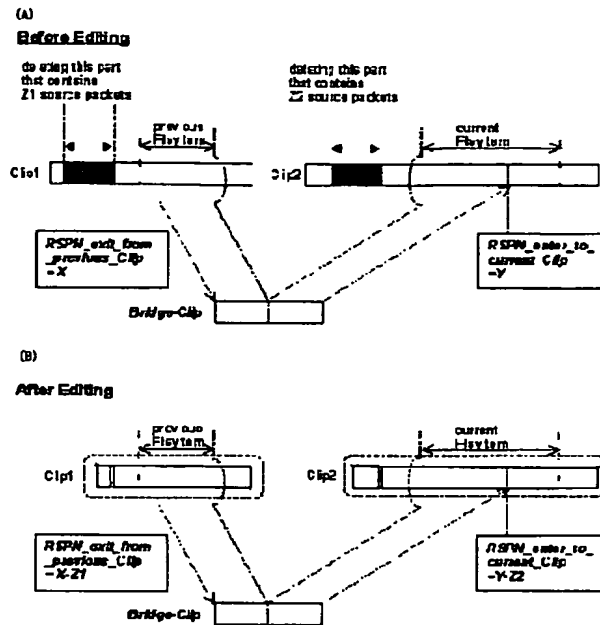 (A)
Before Editing
deleting this part
that contains
Z1 source packets
deleting this part
that contains
Z2 source packets
previous
PlayItem
current
PlayItem
Clip1
Clip2
RSPN_exit_from
_previous_Clip
=X
RSPN_enter_to_
current_Clip
=Y
Bridge-Clip
(B)
After Editing
previous
PlayItem
current
PlayItem
Clip1
Clip2
RSPN_exit_from
_previous_Clip
=X-Z1
RSPN_enter_to_
current_Clip
=Y-Z2
Bridge-Clip